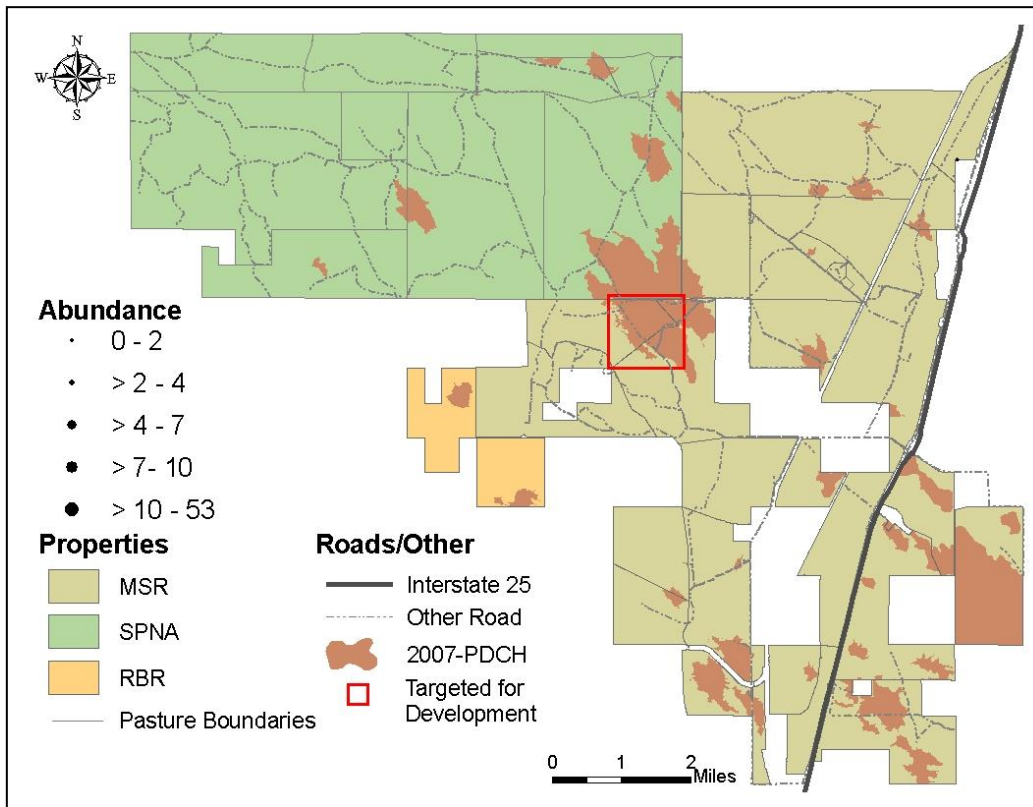 N
W E
S
Abundance
0 - 2
> 2 - 4
> 4 - 7
> 7 - 10
> 10 - 53
Properties
MSR
SPNA
RBR
Pasture Boundaries
Roads/Other
Interstate 25
Other Road
2007-PDCH
Targeted for
Development
0 1 2
Miles